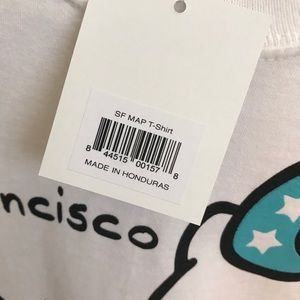 SF MAP T-Shirt
8 44515 00157 8
MADE IN HONDURAS
ncisco